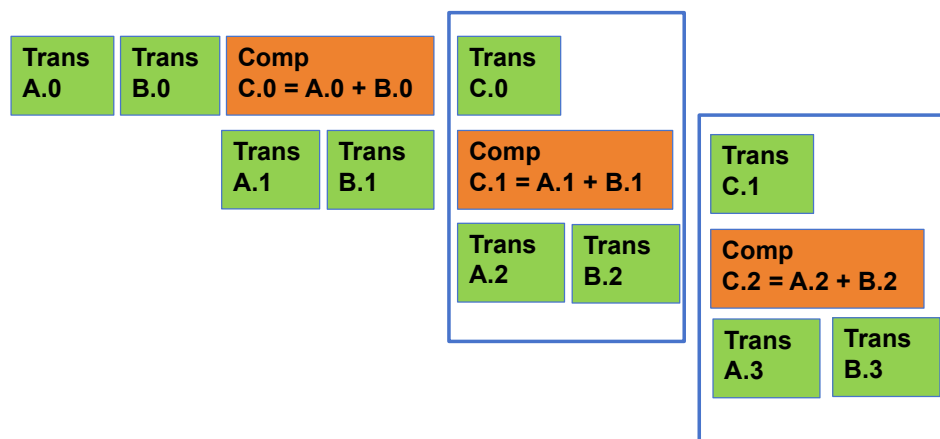 Trans
A.0
Trans
B.0
Comp
C.0 = A.0 + B.0
Trans
C.0
Trans
A.1
Trans
B.1
Comp
C.1 = A.1 + B.1
Trans
C.1
Trans
A.2
Trans
B.2
Comp
C.2 = A.2 + B.2
Trans
A.3
Trans
B.3